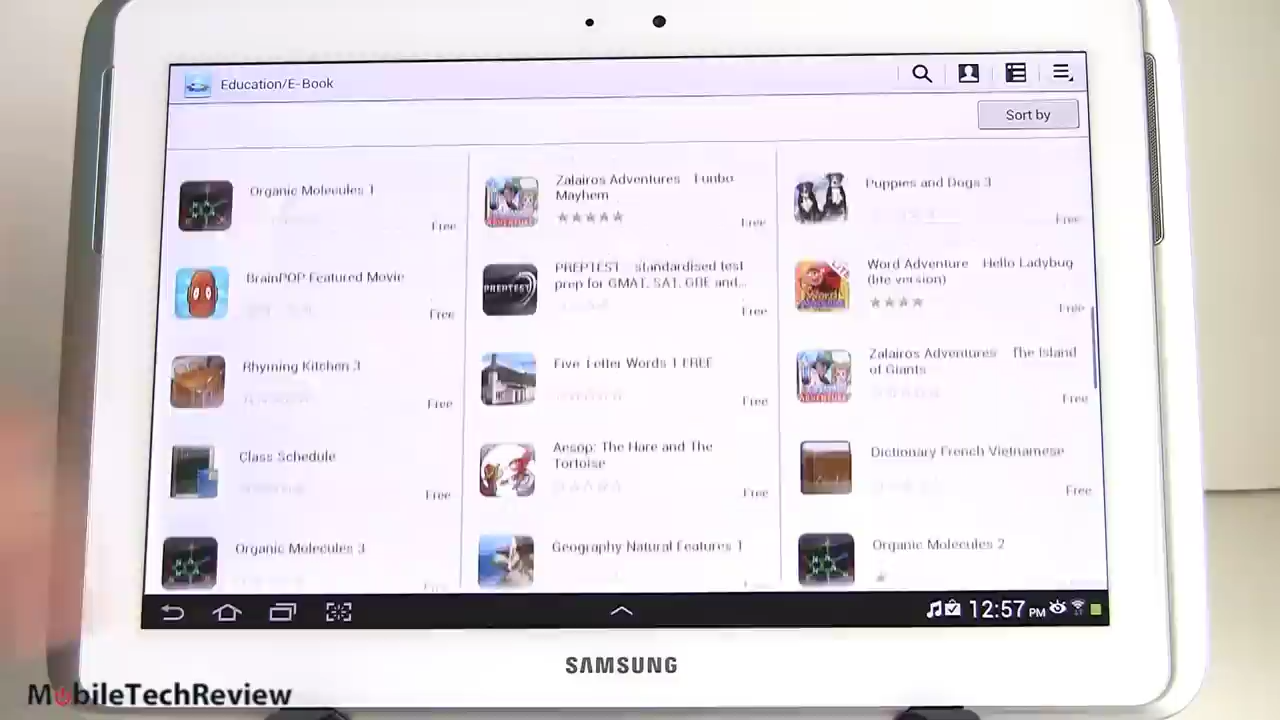 Education/E-Book
Sort by
Organic Molecules 1
Free
Zalairos Adventures
Mayhem
Free
Puppies and Dogs 3
Free
BrainPOP Featured Movie
Free
PREPTEST
PREPTEST standardised test
prep for GMAT, SAT, GRE and...
Free
Word Adventure Hello Ladybug
(lite version)
Free
Rhyming Kitchen 3
Free
Five Letter Words 1 FREE
Free
Zalairos Adventures The Island
of Giants
Free
Class Schedule
Free
Aesop: The Hare and The
Tortoise
Free
Dictionary French Vietnamese
Free
Organic Molecules 3
Geography Natural Features 1
Organic Molecules 2
12:57 PM
SAMSUNG
MobileTechReview